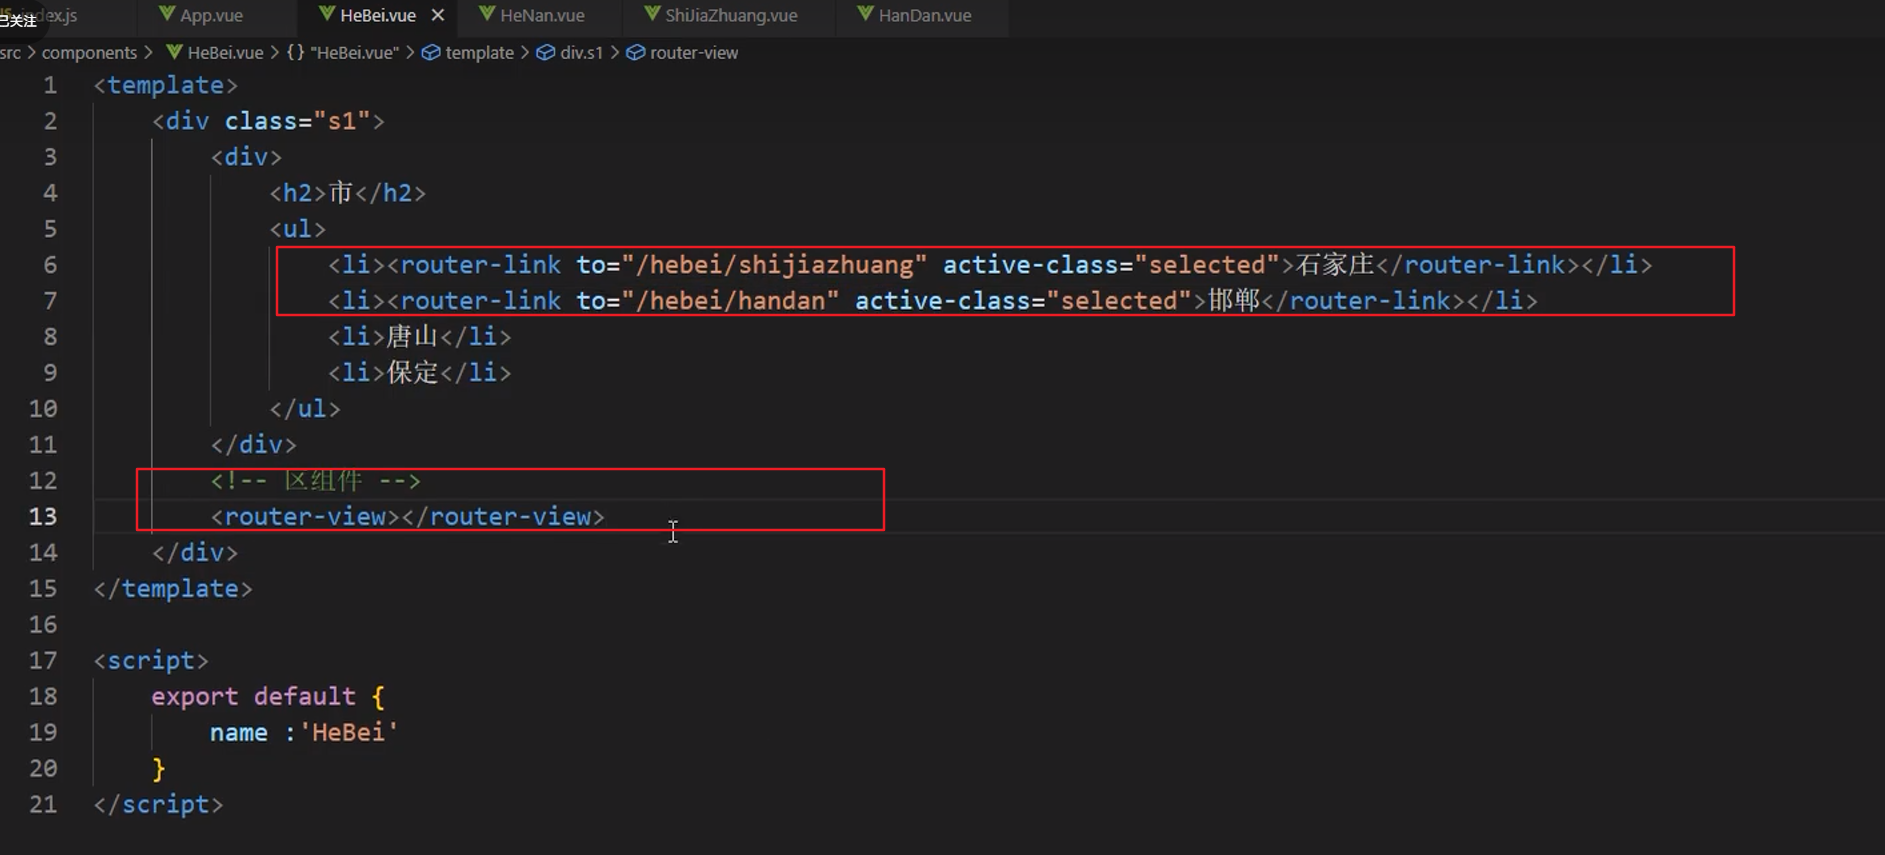 已关注 index.js App.vue HeBei.vue HeNan.vue ShiJiaZhuang.vue HanDan.vue
src > components > HeBei.vue > {} "HeBei.vue" > template > div.s1 > router-view
1 <template>
2 <div class="s1">
3 <div>
4 <h2>市</h2>
5 <ul>
6 <li><router-link to="/hebei/shijiazhuang" active-class="selected">石家庄</router-link></li>
7 <li><router-link to="/hebei/handan" active-class="selected">邯郸</router-link></li>
8 <li>唐山</li>
9 <li>保定</li>
10 </ul>
11 </div>
12 <!-- 区组件 -->
13 <router-view></router-view>
14 </div>
15 </template>
16
17 <script>
18 export default {
19 name :'HeBei'
20 }
21 </script>